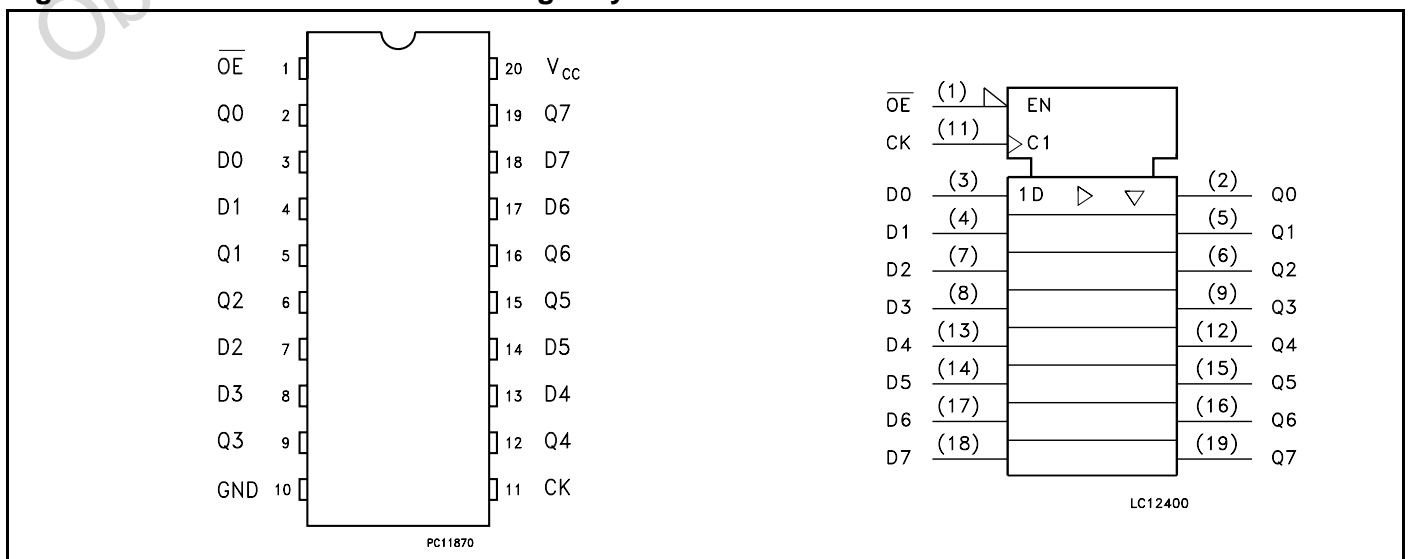 OE 1 20 VCC
Q0 2 19 Q7
D0 3 18 D7
D1 4 17 D6
Q1 5 16 Q6
Q2 6 15 Q5
D2 7 14 D5
D3 8 13 D4
Q3 9 12 Q4
GND 10 11 CK
PC11870
OE (1) EN
CK (11) C1
D0 (3) 1D (2) Q0
D1 (4) (5) Q1
D2 (7) (6) Q2
D3 (8) (9) Q3
D4 (13) (12) Q4
D5 (14) (15) Q5
D6 (17) (16) Q6
D7 (18) (19) Q7
LC12400